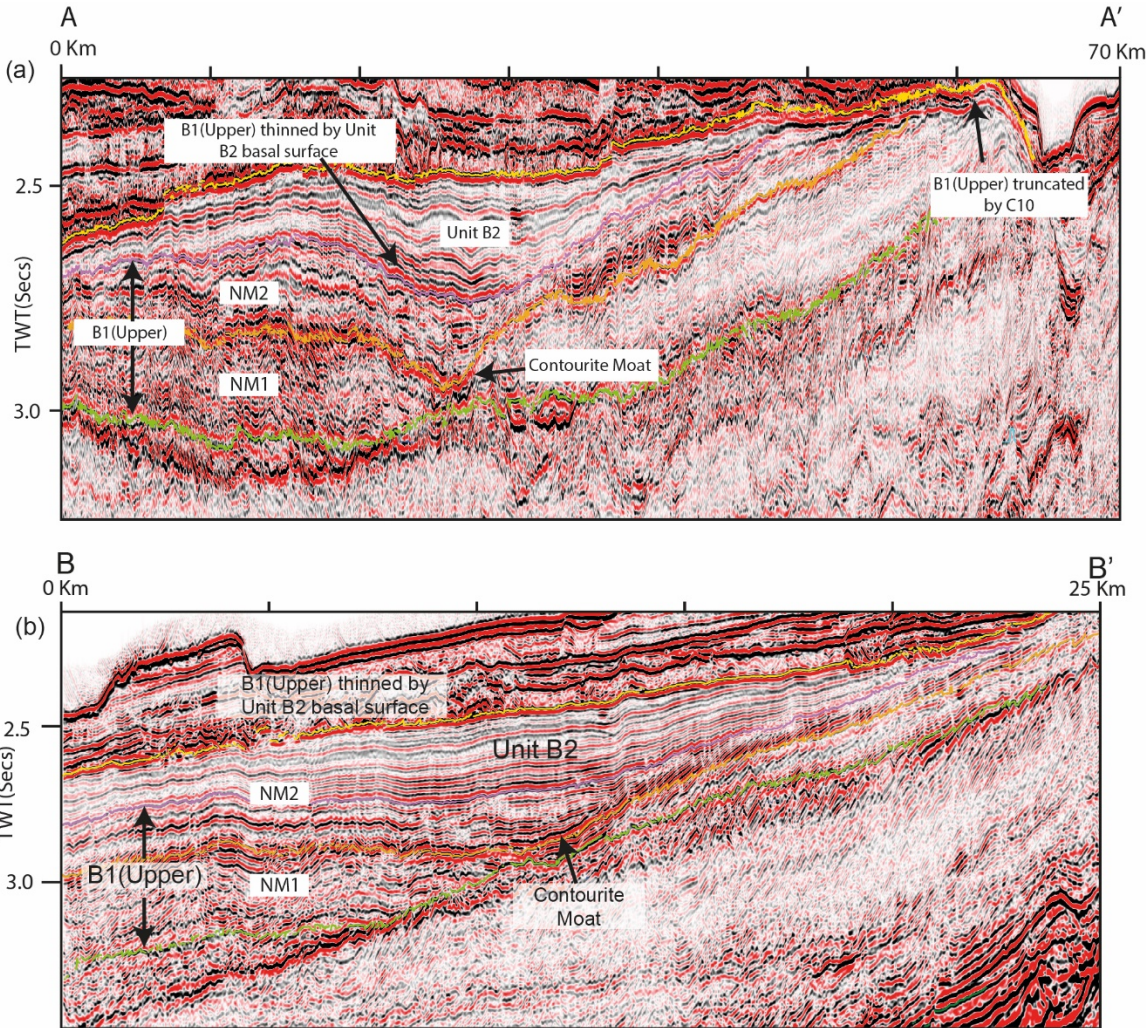 A
A'
0 Km
70 Km
(a)
B1(Upper) thinned by Unit
B2 basal surface
B1(Upper) truncated
by C10
2.5
Unit B2
NM2
B1(Upper)
TWT(Secs)
Contourite Moat
NM1
3.0
B
B'
0 Km
25 Km
(b)
B1(Upper) thinned by
Unit B2 basal surface
2.5
Unit B2
NM2
TWT(Secs)
B1(Upper)
NM1
3.0
Contourite
Moat